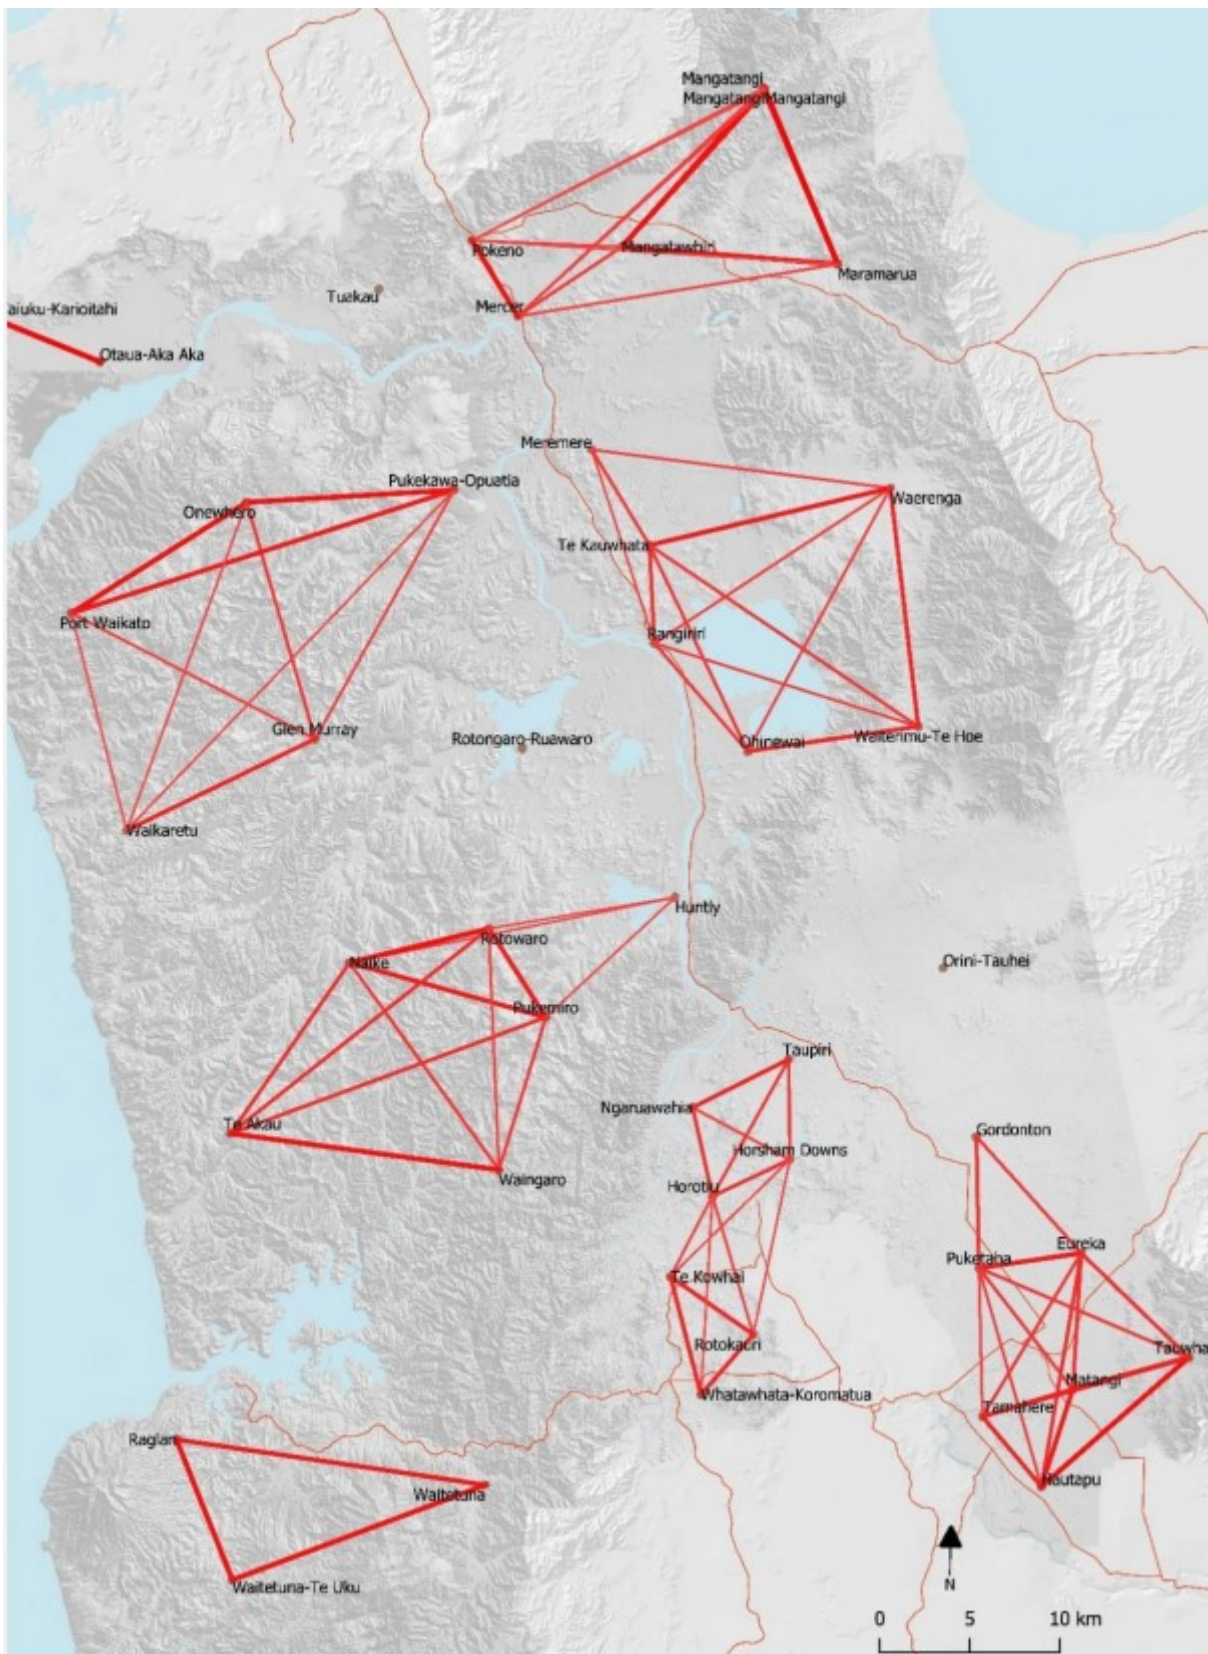 Mangatangi
Mangatangi Mangatangi
Pokeno
Mangatawhiri
Maramarua
Tuakau
Mercer
aiuku-Karioitahi
Otaua-Aka Aka
Meremere
Pukekawa-Opuatia
Waerenga
Onewhero
Te Kauwhata
Port Waikato
Rangiriri
Glen Murray
Rotongaro-Ruawaro
Ohinewai
Waiterimu-Te Hoe
Waikaretu
Huntly
Rotowaro
Naike
Orini-Tauhei
Pukemiro
Taupiri
Ngaruawahia
Te Akau
Gordonton
Horsham Downs
Waingaro
Horotiu
Eureka
Puketaha
Te Kowhai
Rotokauri
Tauwha
Matangi
Whatawhata-Koromatua
Tamahere
Raglan
Hautapu
Waitetuna
Waitetuna-Te Uku
N
0 5 10 km